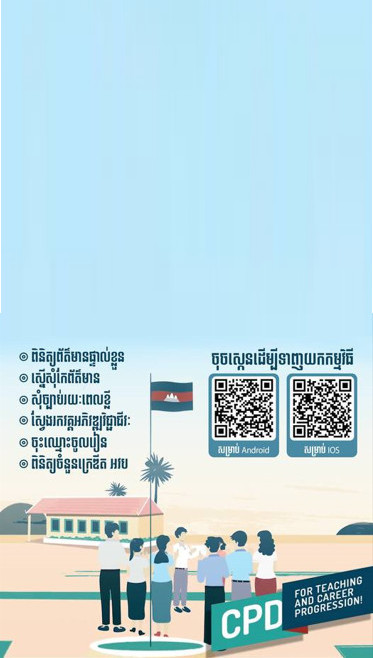 ពិនិត្យព័ត៌មានផ្ទាល់ខ្លួន
ស្នើសុំកែព័ត៌មាន
សុំច្បាប់រយៈពេលខ្លី
ស្វែងរកវគ្គអភិវឌ្ឍវិជ្ជាជីវៈ
ចុះឈ្មោះចូលរៀន
ពិនិត្យចំនួនក្រេឌីត អវប
ចុចស្កេនដើម្បីទាញយកកម្មវិធី
សម្រាប់ Android
សម្រាប់ IOS
CPD
FOR TEACHING
AND CAREER
PROGRESSION!